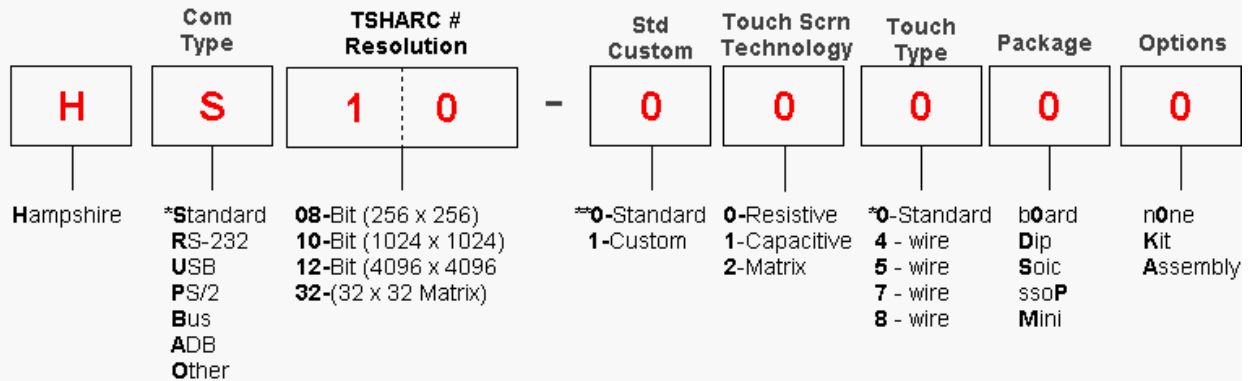 Com Type
TSHARC # Resolution
Std Custom
Touch Scrn Technology
Touch Type
Package
Options
H S 1 0 - 0 0 0 0 0
Hampshire
*Standard
RS-232
USB
PS/2
Bus
ADB
Other
08-Bit (256 x 256)
10-Bit (1024 x 1024)
12-Bit (4096 x 4096
32-(32 x 32 Matrix)
**0-Standard
1-Custom
0-Resistive
1-Capacitive
2-Matrix
*0-Standard
4 - wire
5 - wire
7 - wire
8 - wire
b0ard
Dip
Soic
ssoP
Mini
n0ne
Kit
Assembly